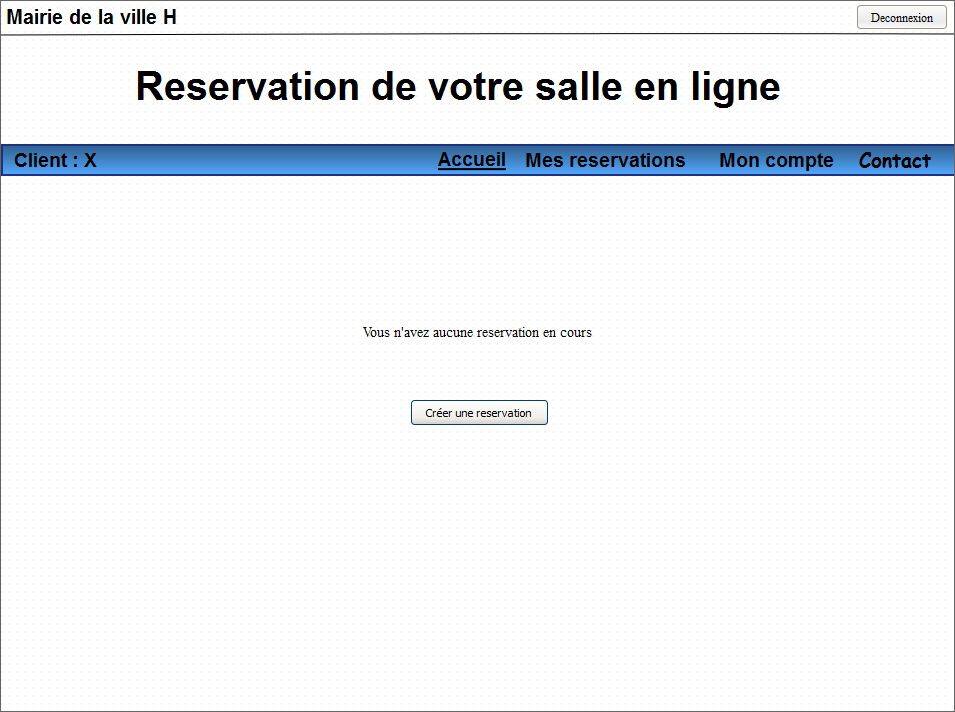 Mairie de la ville H
Deconnexion
Reservation de votre salle en ligne
Client : X
Accueil Mes reservations Mon compte Contact
Vous n'avez aucune reservation en cours
Créer une reservation